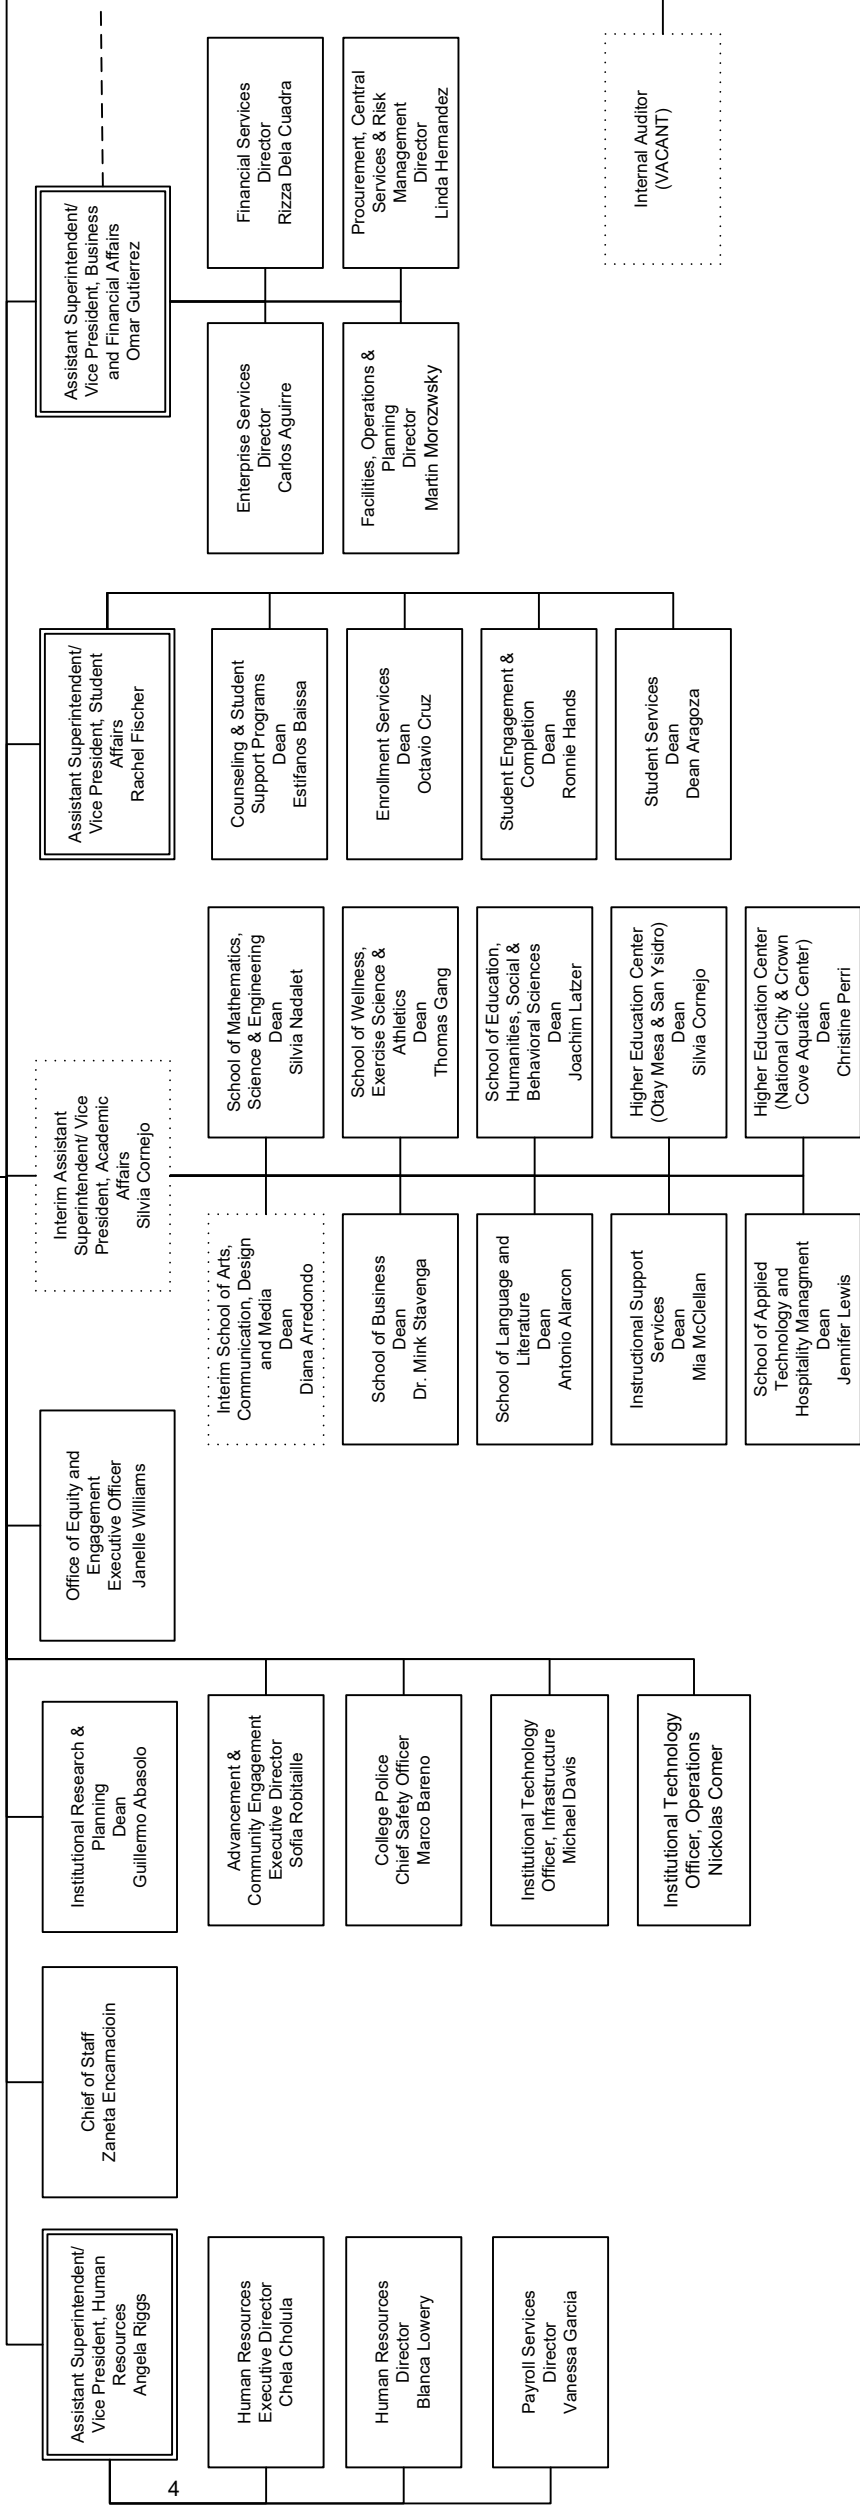 Assistant Superintendent/
Vice President, Human
Resources
Angela Riggs
Chief of Staff
Zaneta Encarnacioin
Institutional Research &
Planning
Dean
Guillermo Abasolo
Office of Equity and
Engagement
Executive Officer
Janelle Williams
Interim Assistant
Superintendent/ Vice
President, Academic
Affairs
Silvia Cornejo
Assistant Superintendent/
Vice President, Student
Affairs
Rachel Fischer
Assistant Superintendent/
Vice President, Business
and Financial Affairs
Omar Gutierrez
Human Resources
Executive Director
Chela Cholula
Human Resources
Director
Blanca Lowery
Payroll Services
Director
Vanessa Garcia
Advancement &
Community Engagement
Executive Director
Sofia Robitaille
College Police
Chief Safety Officer
Marco Bareno
Institutional Technology
Officer, Infrastructure
Michael Davis
Institutional Technology
Officer, Operations
Nickolas Comer
Interim School of Arts,
Communication, Design
and Media
Dean
Diana Arredondo
School of Mathematics,
Science & Engineering
Dean
Silvia Nadalet
School of Business
Dean
Dr. Mink Stavenga
School of Wellness,
Exercise Science &
Athletics
Dean
Thomas Gang
School of Language and
Literature
Dean
Antonio Alarcon
School of Education,
Humanities, Social &
Behavioral Sciences
Dean
Joachim Latzer
Instructional Support
Services
Dean
Mia McClellan
Higher Education Center
(Otay Mesa & San Ysidro)
Dean
Silvia Cornejo
School of Applied
Technology and
Hospitality Managment
Dean
Jennifer Lewis
Higher Education Center
(National City & Crown
Cove Aquatic Center)
Dean
Christine Perri
Counseling & Student
Support Programs
Dean
Estifanos Baissa
Enrollment Services
Dean
Octavio Cruz
Student Engagement &
Completion
Dean
Ronnie Hands
Student Services
Dean
Dean Aragoza
Enterprise Services
Director
Carlos Aguirre
Financial Services
Director
Rizza Dela Cuadra
Facilities, Operations &
Planning
Director
Martin Morozwsky
Procurement, Central
Services & Risk
Management
Director
Linda Hernandez
Internal Auditor
(VACANT)
4